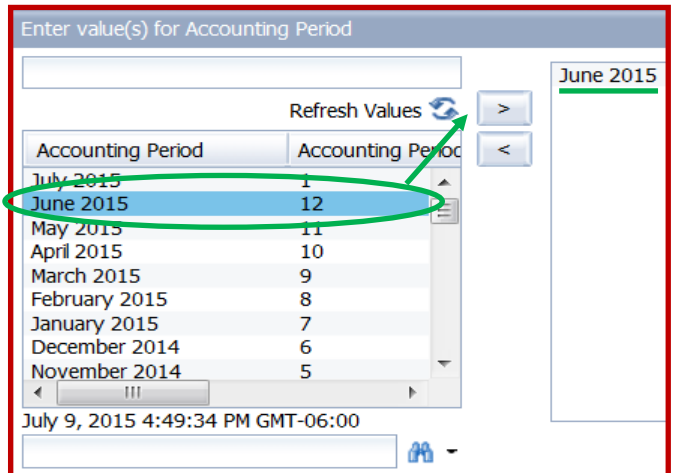 Enter value(s) for Accounting Period
June 2015
Refresh Values
>
Accounting Period Accounting Period
<
July 2015 1
June 2015 12
May 2015 11
April 2015 10
March 2015 9
February 2015 8
January 2015 7
December 2014 6
November 2014 5
July 9, 2015 4:49:34 PM GMT-06:00